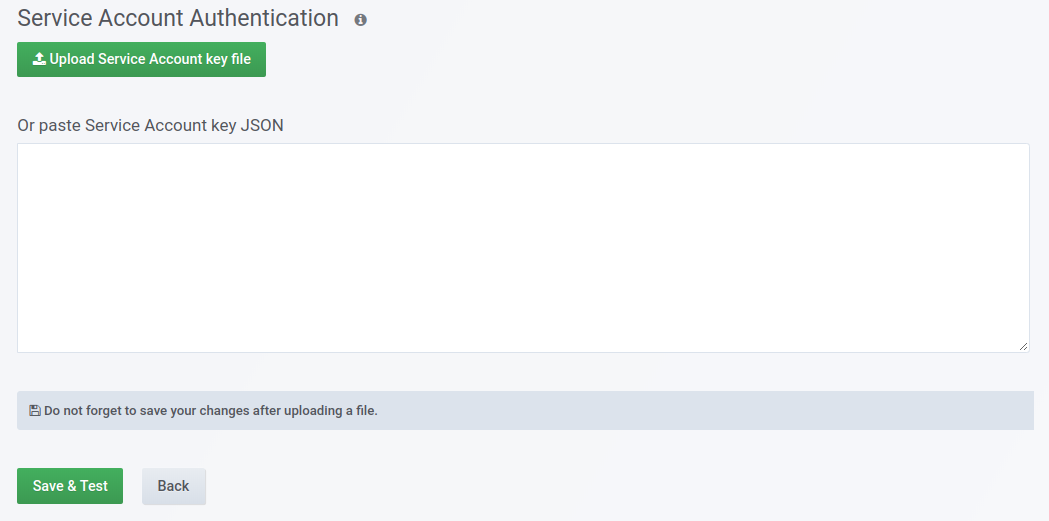 Service Account Authentication
Upload Service Account key file
Or paste Service Account key JSON
Do not forget to save your changes after uploading a file.
Save & Test
Back